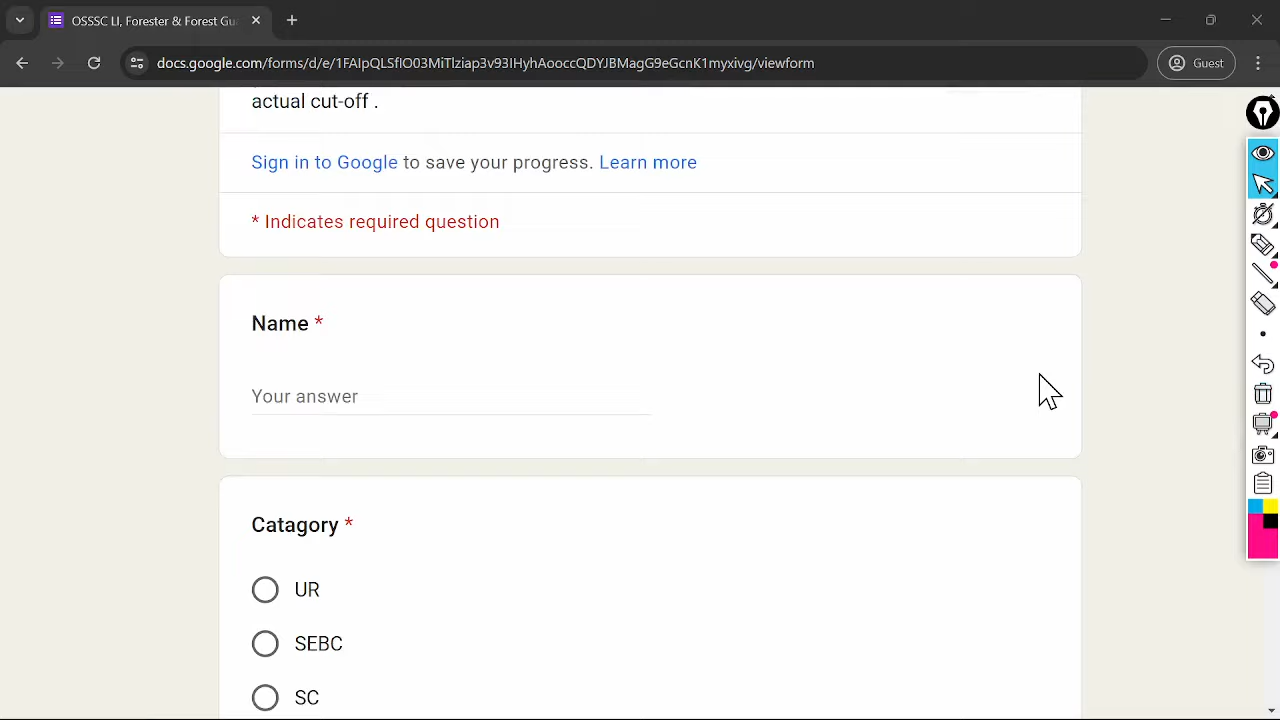 OSSSC LI, Forester & Forest Gu
docs.google.com/forms/d/e/1FAIpQLSfIO03MiTlziap3v93IHyhAooccQDYJBMagG9eGcnK1myxivg/viewform
Guest
actual cut-off .
Sign in to Google to save your progress. Learn more
* Indicates required question
Name *
Your answer
Catagory *
UR
SEBC
SC